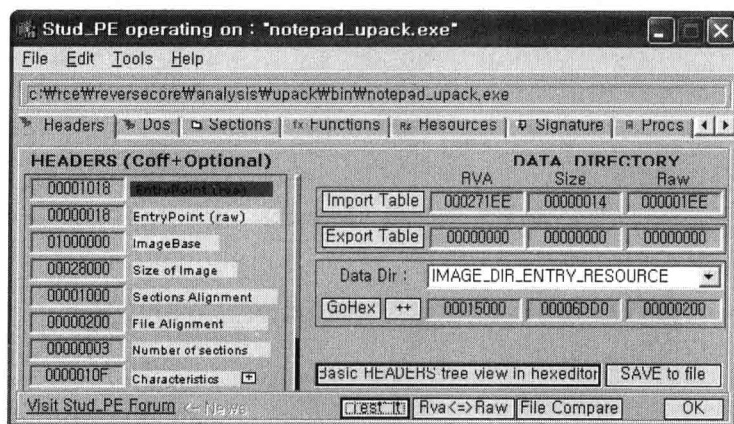 Stud_PE operating on : "notepad_upack.exe"
File Edit Tools Help
c:₩rce₩reversecore₩analysis₩upack₩bin₩notepad_upack.exe
Headers Dos Sections fx Functions Rs Resources Signature Procs
HEADERS (Coff+Optional)
00001018 EntryPoint (rva)
00000018 EntryPoint (raw)
01000000 ImageBase
00028000 Size of Image
00001000 Sections Alignment
00000200 File Alignment
00000003 Number of sections
0000010F Characteristics +
DATA DIRECTORY
RVA Size Raw
Import Table 000271EE 00000014 000001EE
Export Table 00000000 00000000 00000000
Data Dir : IMAGE_DIR_ENTRY_RESOURCE
GoHex ++ 00015000 00006DD0 00000200
Basic HEADERS tree view in hexeditor SAVE to file
Visit Stud_PE Forum Rva<=>Raw File Compare OK